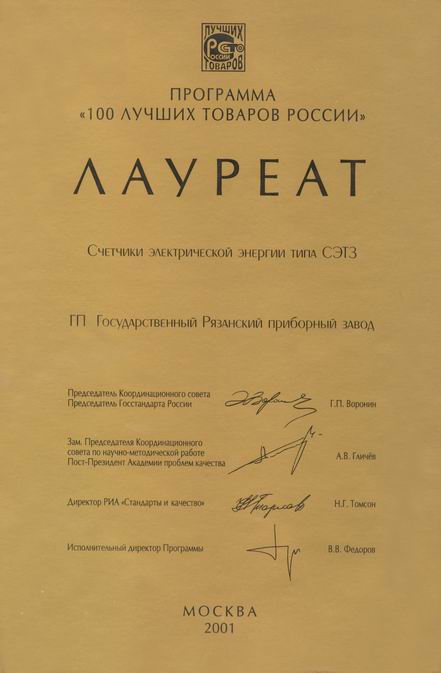 ЛУЧШИХ
СТО
РОССИИ
ТОВАРОВ
ПРОГРАММА
«100 ЛУЧШИХ ТОВАРОВ РОССИИ»
ЛАУРЕАТ
Счетчики электрической энергии типа СЭТ3
ГП Государственный Рязанский приборный завод
Председатель Координационного совета
Председатель Госстандарта России
Г.П. Воронин
Зам. Председателя Координационного
совета по научно-методической работе
Пост-Президент Академии проблем качества
А.В. Гличёв
Директор РИА «Стандарты и качество»
Н.Г. Томсон
Исполнительный директор Программы
В.В. Федоров
МОСКВА
2001